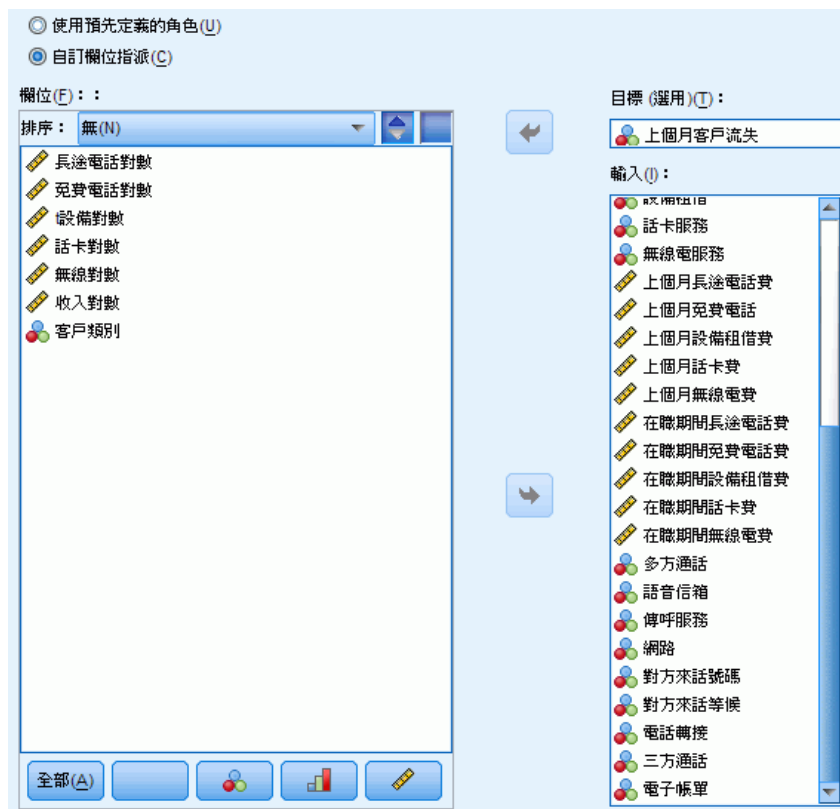 使用預先定義的角色(U)
自訂欄位指派(C)
欄位(F)：：
排序： 無(N)
長途電話對數
免費電話對數
t設備對數
話卡對數
無線對數
收入對數
客戶類別
全部(A)
目標 (選用)(T)：
上個月客戶流失
輸入(I)：
設備租借
話卡服務
無線電服務
上個月長途電話費
上個月免費電話
上個月設備租借費
上個月話卡費
上個月無線電費
在職期間長途電話費
在職期間免費電話費
在職期間設備租借費
在職期間話卡費
在職期間無線電費
多方通話
語音信箱
傳呼服務
網路
對方來話號碼
對方來話等候
電話轉接
三方通話
電子帳單